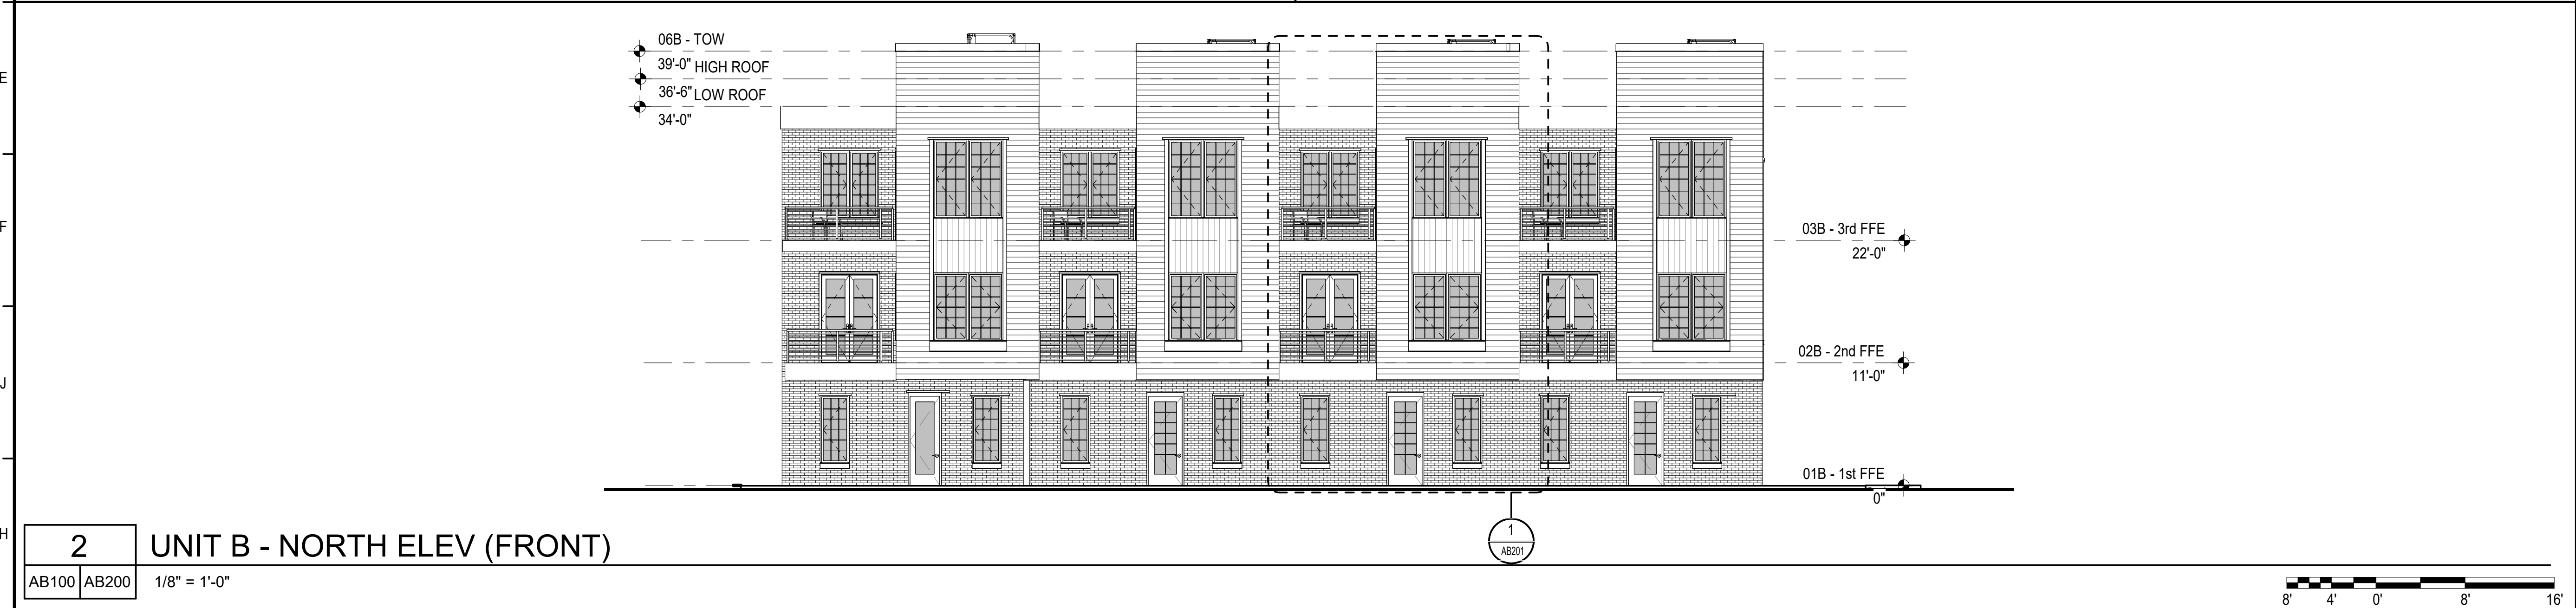 E
F
J
H
06B - TOW
39'-0" HIGH ROOF
36'-6" LOW ROOF
34'-0"
03B - 3rd FFE
22'-0"
02B - 2nd FFE
11'-0"
01B - 1st FFE
0"
1
AB201
2
UNIT B - NORTH ELEV (FRONT)
AB100 AB200
1/8" = 1'-0"
8' 4' 0' 8' 16'